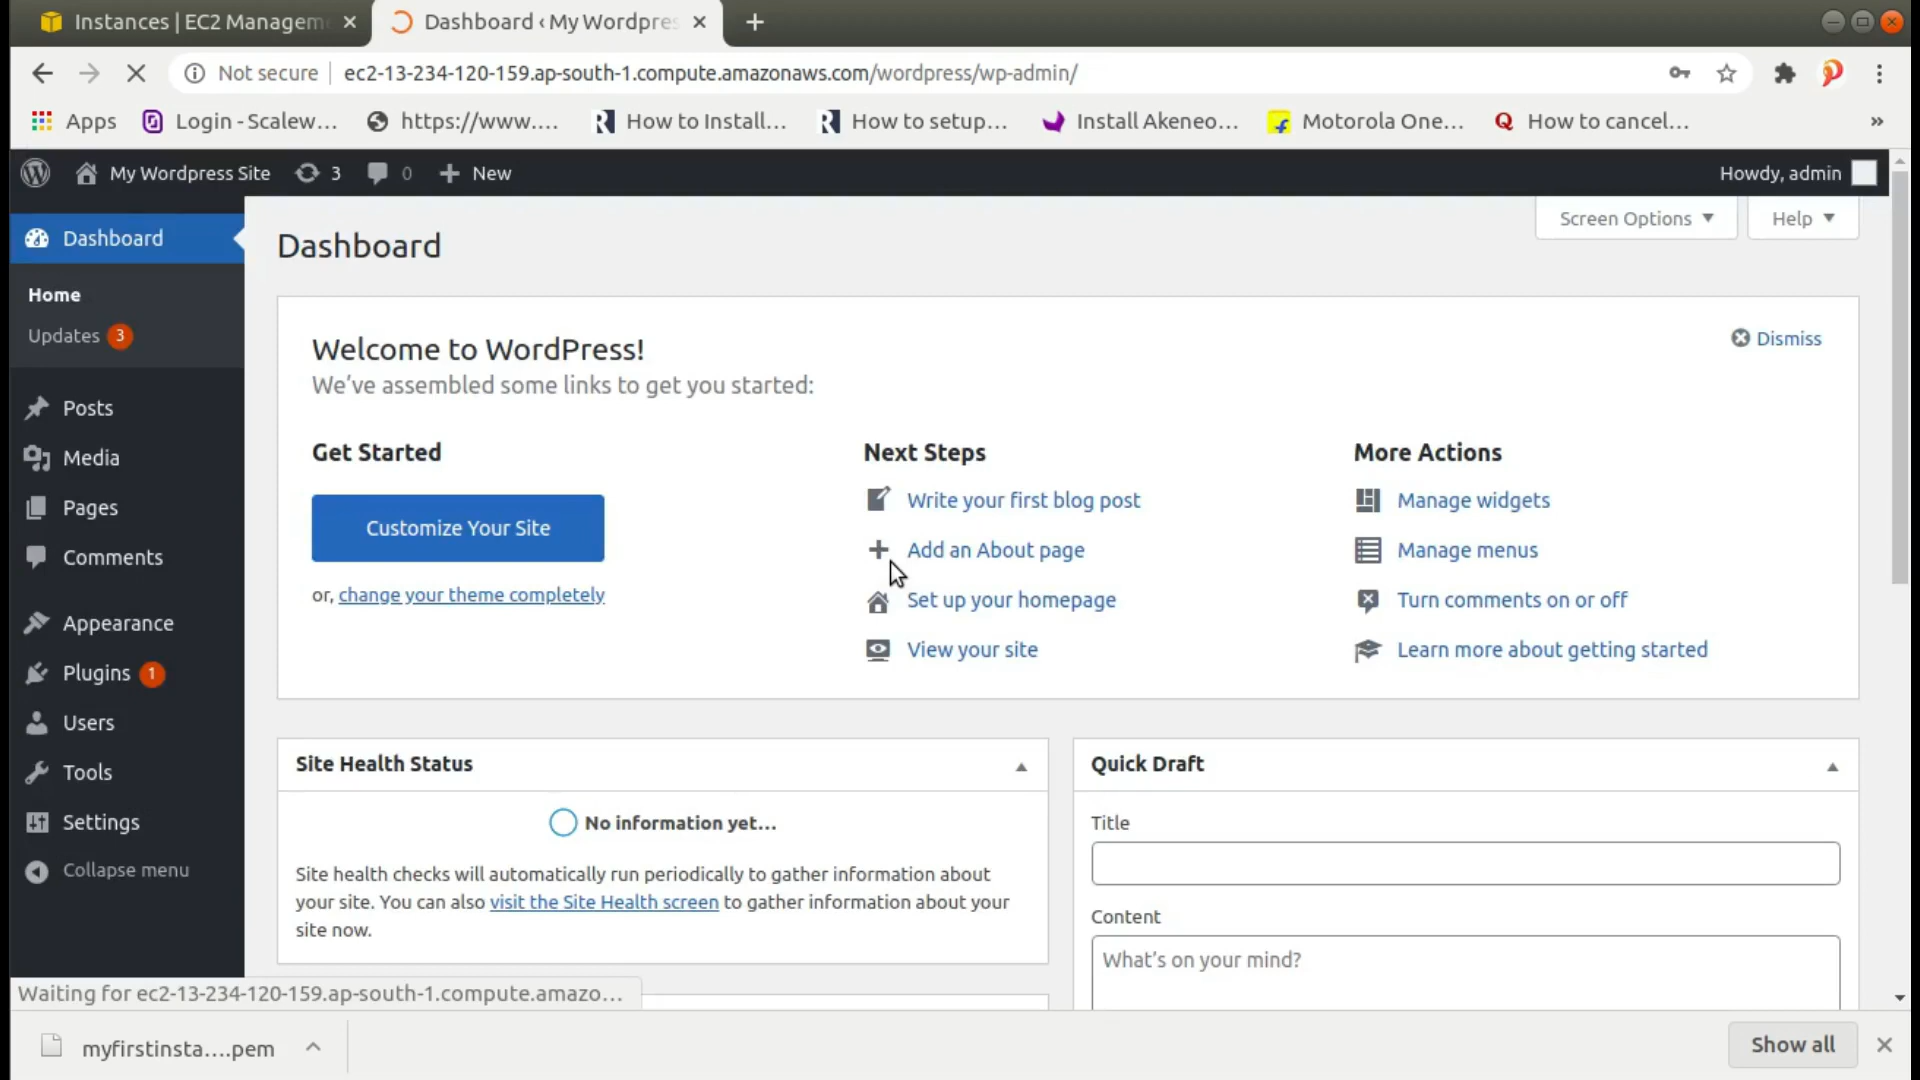 Instances | EC2 Managem
Dashboard ‹ My Wordpres
Not secure
ec2-13-234-120-159.ap-south-1.compute.amazonaws.com/wordpress/wp-admin/
Apps
Login - Scalew...
https://www....
How to Install...
How to setup...
Install Akeneo...
Motorola One...
How to cancel...
»
My Wordpress Site
3
0
New
Howdy, admin
Screen Options
Help
Dashboard
Home
Updates 3
Posts
Media
Pages
Comments
Appearance
Plugins 1
Users
Tools
Settings
Collapse menu
Dashboard
Welcome to WordPress!
We've assembled some links to get you started:
Dismiss
Get Started
Customize Your Site
or, change your theme completely
Next Steps
Write your first blog post
Add an About page
Set up your homepage
View your site
More Actions
Manage widgets
Manage menus
Turn comments on or off
Learn more about getting started
Site Health Status
No information yet...
Site health checks will automatically run periodically to gather information about
your site. You can also visit the Site Health screen to gather information about your
site now.
Quick Draft
Title
Content
What's on your mind?
Waiting for ec2-13-234-120-159.ap-south-1.compute.amazo...
myfirstinsta....pem
Show all